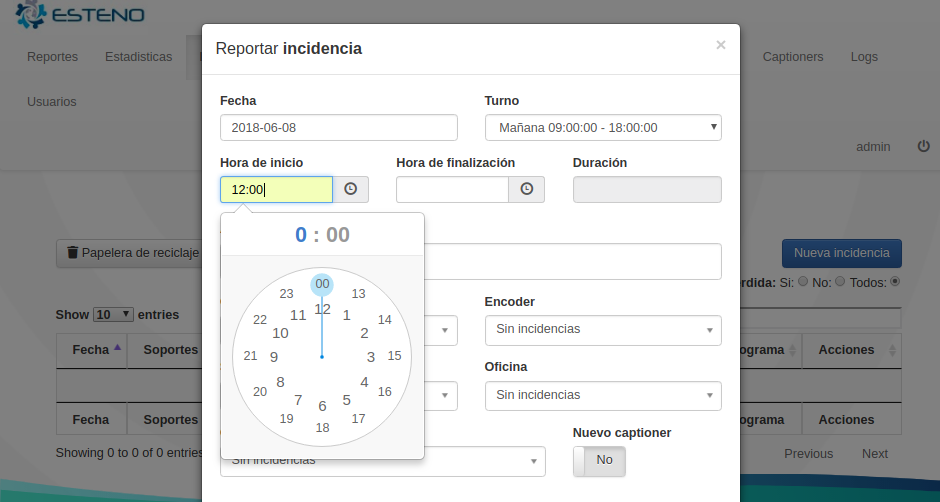 ESTENO
Reportar incidencia
×
Reportes
Estadisticas
Captioners
Logs
Usuarios
admin
Fecha
Turno
2018-06-08
Mañana 09:00:00 - 18:00:00
Hora de inicio
Hora de finalización
Duración
12:00
0 : 00
Papelera de reciclaje
Nueva incidencia
rdida: Si: No: Todos:
00
23
13
12
11
1
22
14
10
2
21
9
3
15
8
4
20
16
7
5
6
19
17
18
Encoder
Sin incidencias
Oficina
Sin incidencias
Show 10 entries
Fecha
Soportes
ograma
Acciones
Fecha
Soportes
ograma
Acciones
Nuevo captioner
Showing 0 to 0 of 0 entries
Sin incidencias
No
Previous
Next